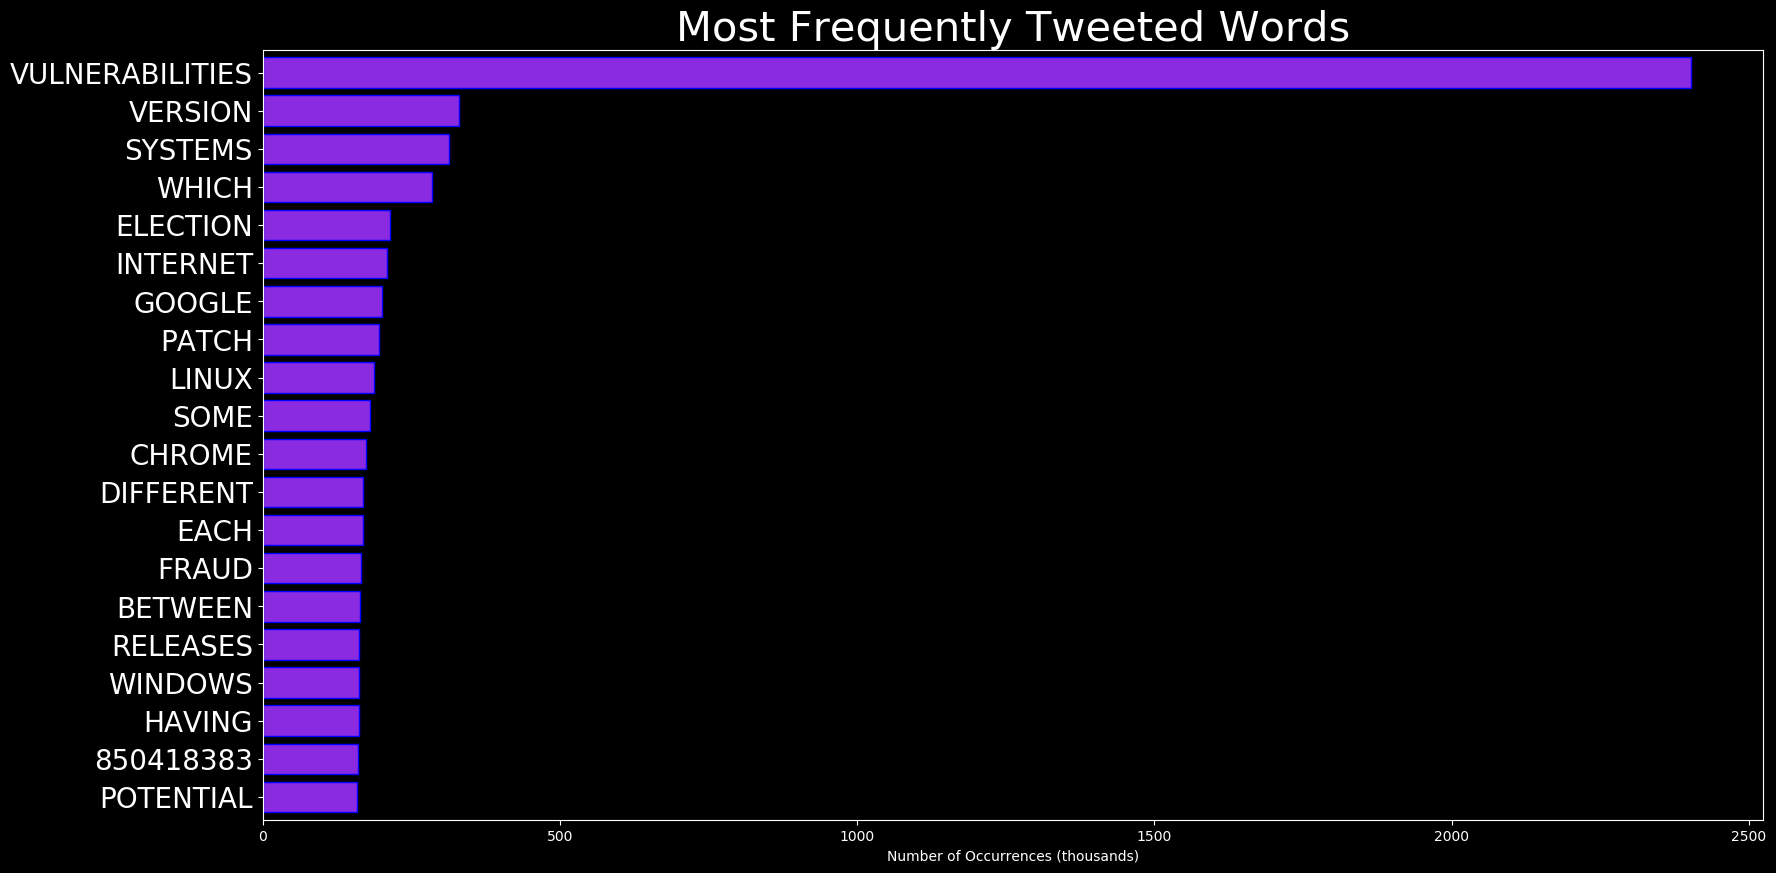 Most Frequently Tweeted Words
VULNERABILITIES
VERSION
SYSTEMS
WHICH
ELECTION
INTERNET
GOOGLE
PATCH
LINUX
SOME
CHROME
DIFFERENT
EACH
FRAUD
BETWEEN
RELEASES
WINDOWS
HAVING
850418383
POTENTIAL
0 500 1000 1500 2000 2500
Number of Occurrences (thousands)